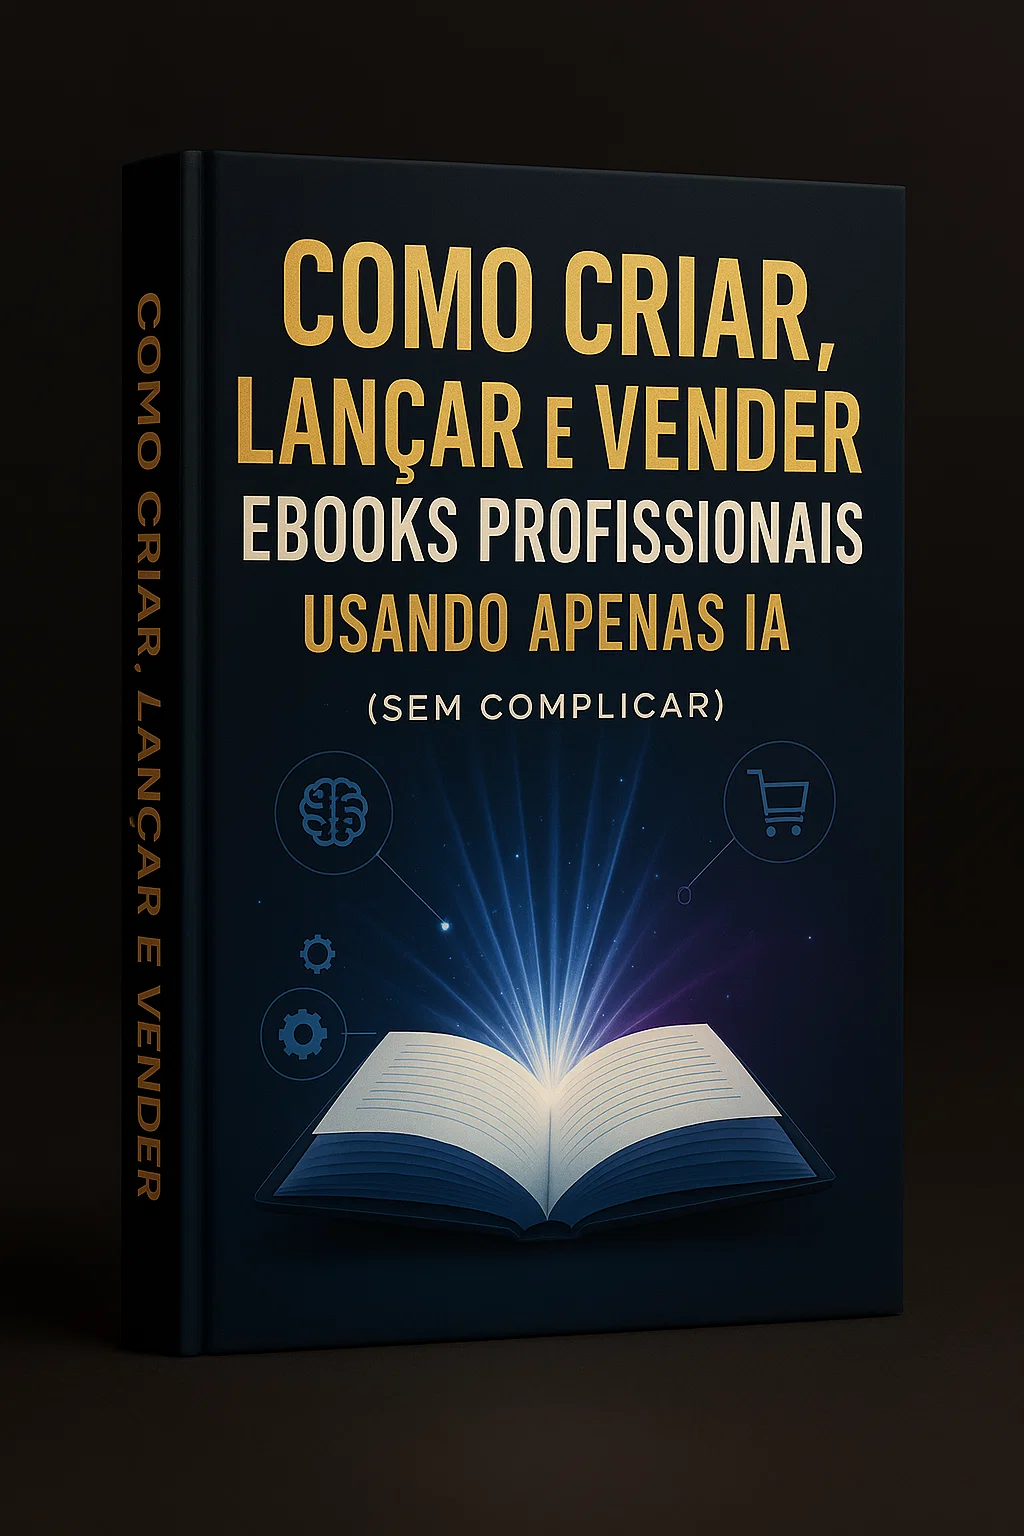 COMO CRIAR,
LANÇAR E VENDER
EBOOKS PROFISSIONAIS
USANDO APENAS IA
(SEM COMPLICAR)
COMO CRIAR, LANÇAR E VENDER